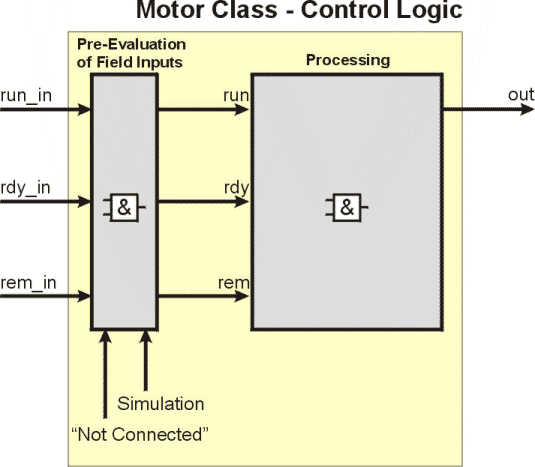 Motor Class - Control Logic
Pre-Evaluation
of Field Inputs
Processing
run_in
run
out
rdy_in
rdy
&
&
rem_in
rem
Simulation
“Not Connected”